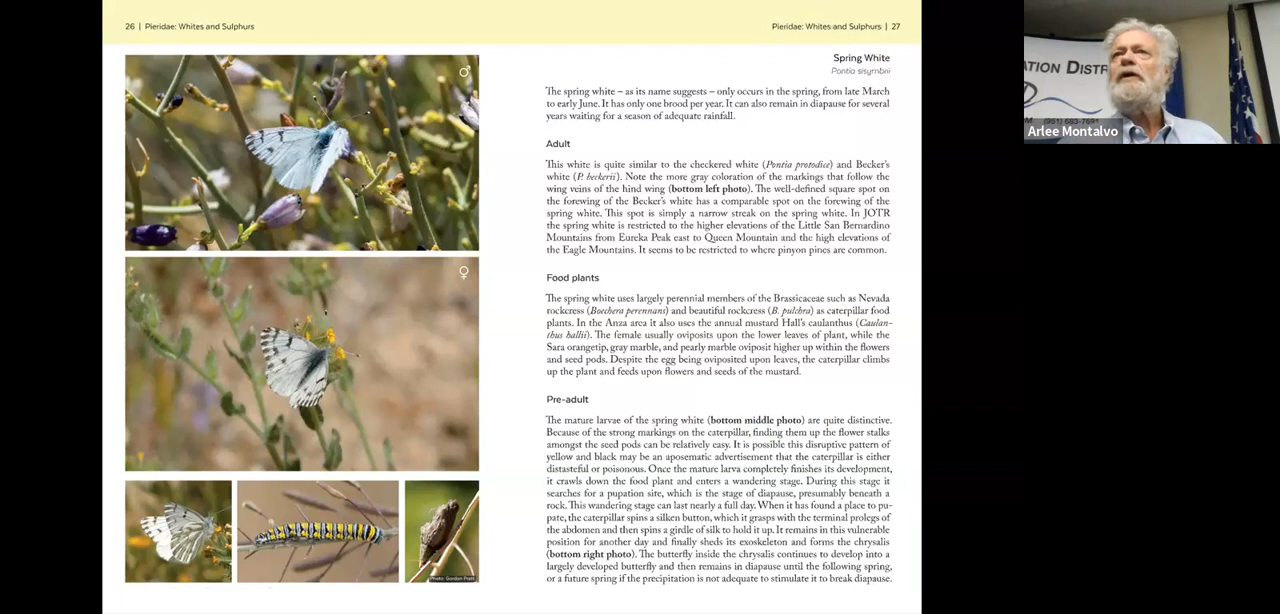 26 | Pieridae: Whites and Sulphurs
Pieridae: Whites and Sulphurs | 27
♂
♀
Photo: Gordon Pratt
Spring White
Pontia sisymbrii
The spring white – as its name suggests – only occurs in the spring, from late March
to early June. It has only one brood per year. It can also remain in diapause for several
years waiting for a season of adequate rainfall.
Adult
This white is quite similar to the checkered white (Pontia protodice) and Becker's
white (P. beckerii). Note the more gray coloration of the markings that follow the
wing veins of the hind wing (bottom left photo). The well-defined square spot on
the forewing of the Becker's white has a comparable spot on the forewing of the
spring white. This spot is simply a narrow streak on the spring white. In JOTR
the spring white is restricted to the higher elevations of the Little San Bernardino
Mountains from Eureka Peak east to Queen Mountain and the high elevations of
the Eagle Mountains. It seems to be restricted to where pinyon pines are common.
Food plants
The spring white uses largely perennial members of the Brassicaceae such as Nevada
rockcress (Boechera perennans) and beautiful rockcress (B. pulchra) as caterpillar food
plants. In the Anza area it also uses the annual mustard Hall's caulanthus (Caulan-
thus hallii). The female usually oviposits upon the lower leaves of plant, while the
Sara orangetip, gray marble, and pearly marble oviposit higher up within the flowers
and seed pods. Despite the egg being oviposited upon leaves, the caterpillar climbs
up the plant and feeds upon flowers and seeds of the mustard.
Pre-adult
The mature larvae of the spring white (bottom middle photo) are quite distinctive.
Because of the strong markings on the caterpillar, finding them up the flower stalks
amongst the seed pods can be relatively easy. It is possible this disruptive pattern of
yellow and black may be an aposematic advertisement that the caterpillar is either
distasteful or poisonous. Once the mature larva completely finishes its development,
it crawls down the food plant and enters a wandering stage. During this stage it
searches for a pupation site, which is the stage of diapause, presumably beneath a
rock. This wandering stage can last nearly a full day. When it has found a place to pu-
pate, the caterpillar spins a silken button, which it grasps with the terminal prolegs of
the abdomen and then spins a girdle of silk to hold it up. It remains in this vulnerable
position for another day and finally sheds its exoskeleton and forms the chrysalis
(bottom right photo). The butterfly inside the chrysalis continues to develop into a
largely developed butterfly and then remains in diapause until the following spring,
or a future spring if the precipitation is not adequate to stimulate it to break diapause.
ATION DISTR
Arlee Montalvo